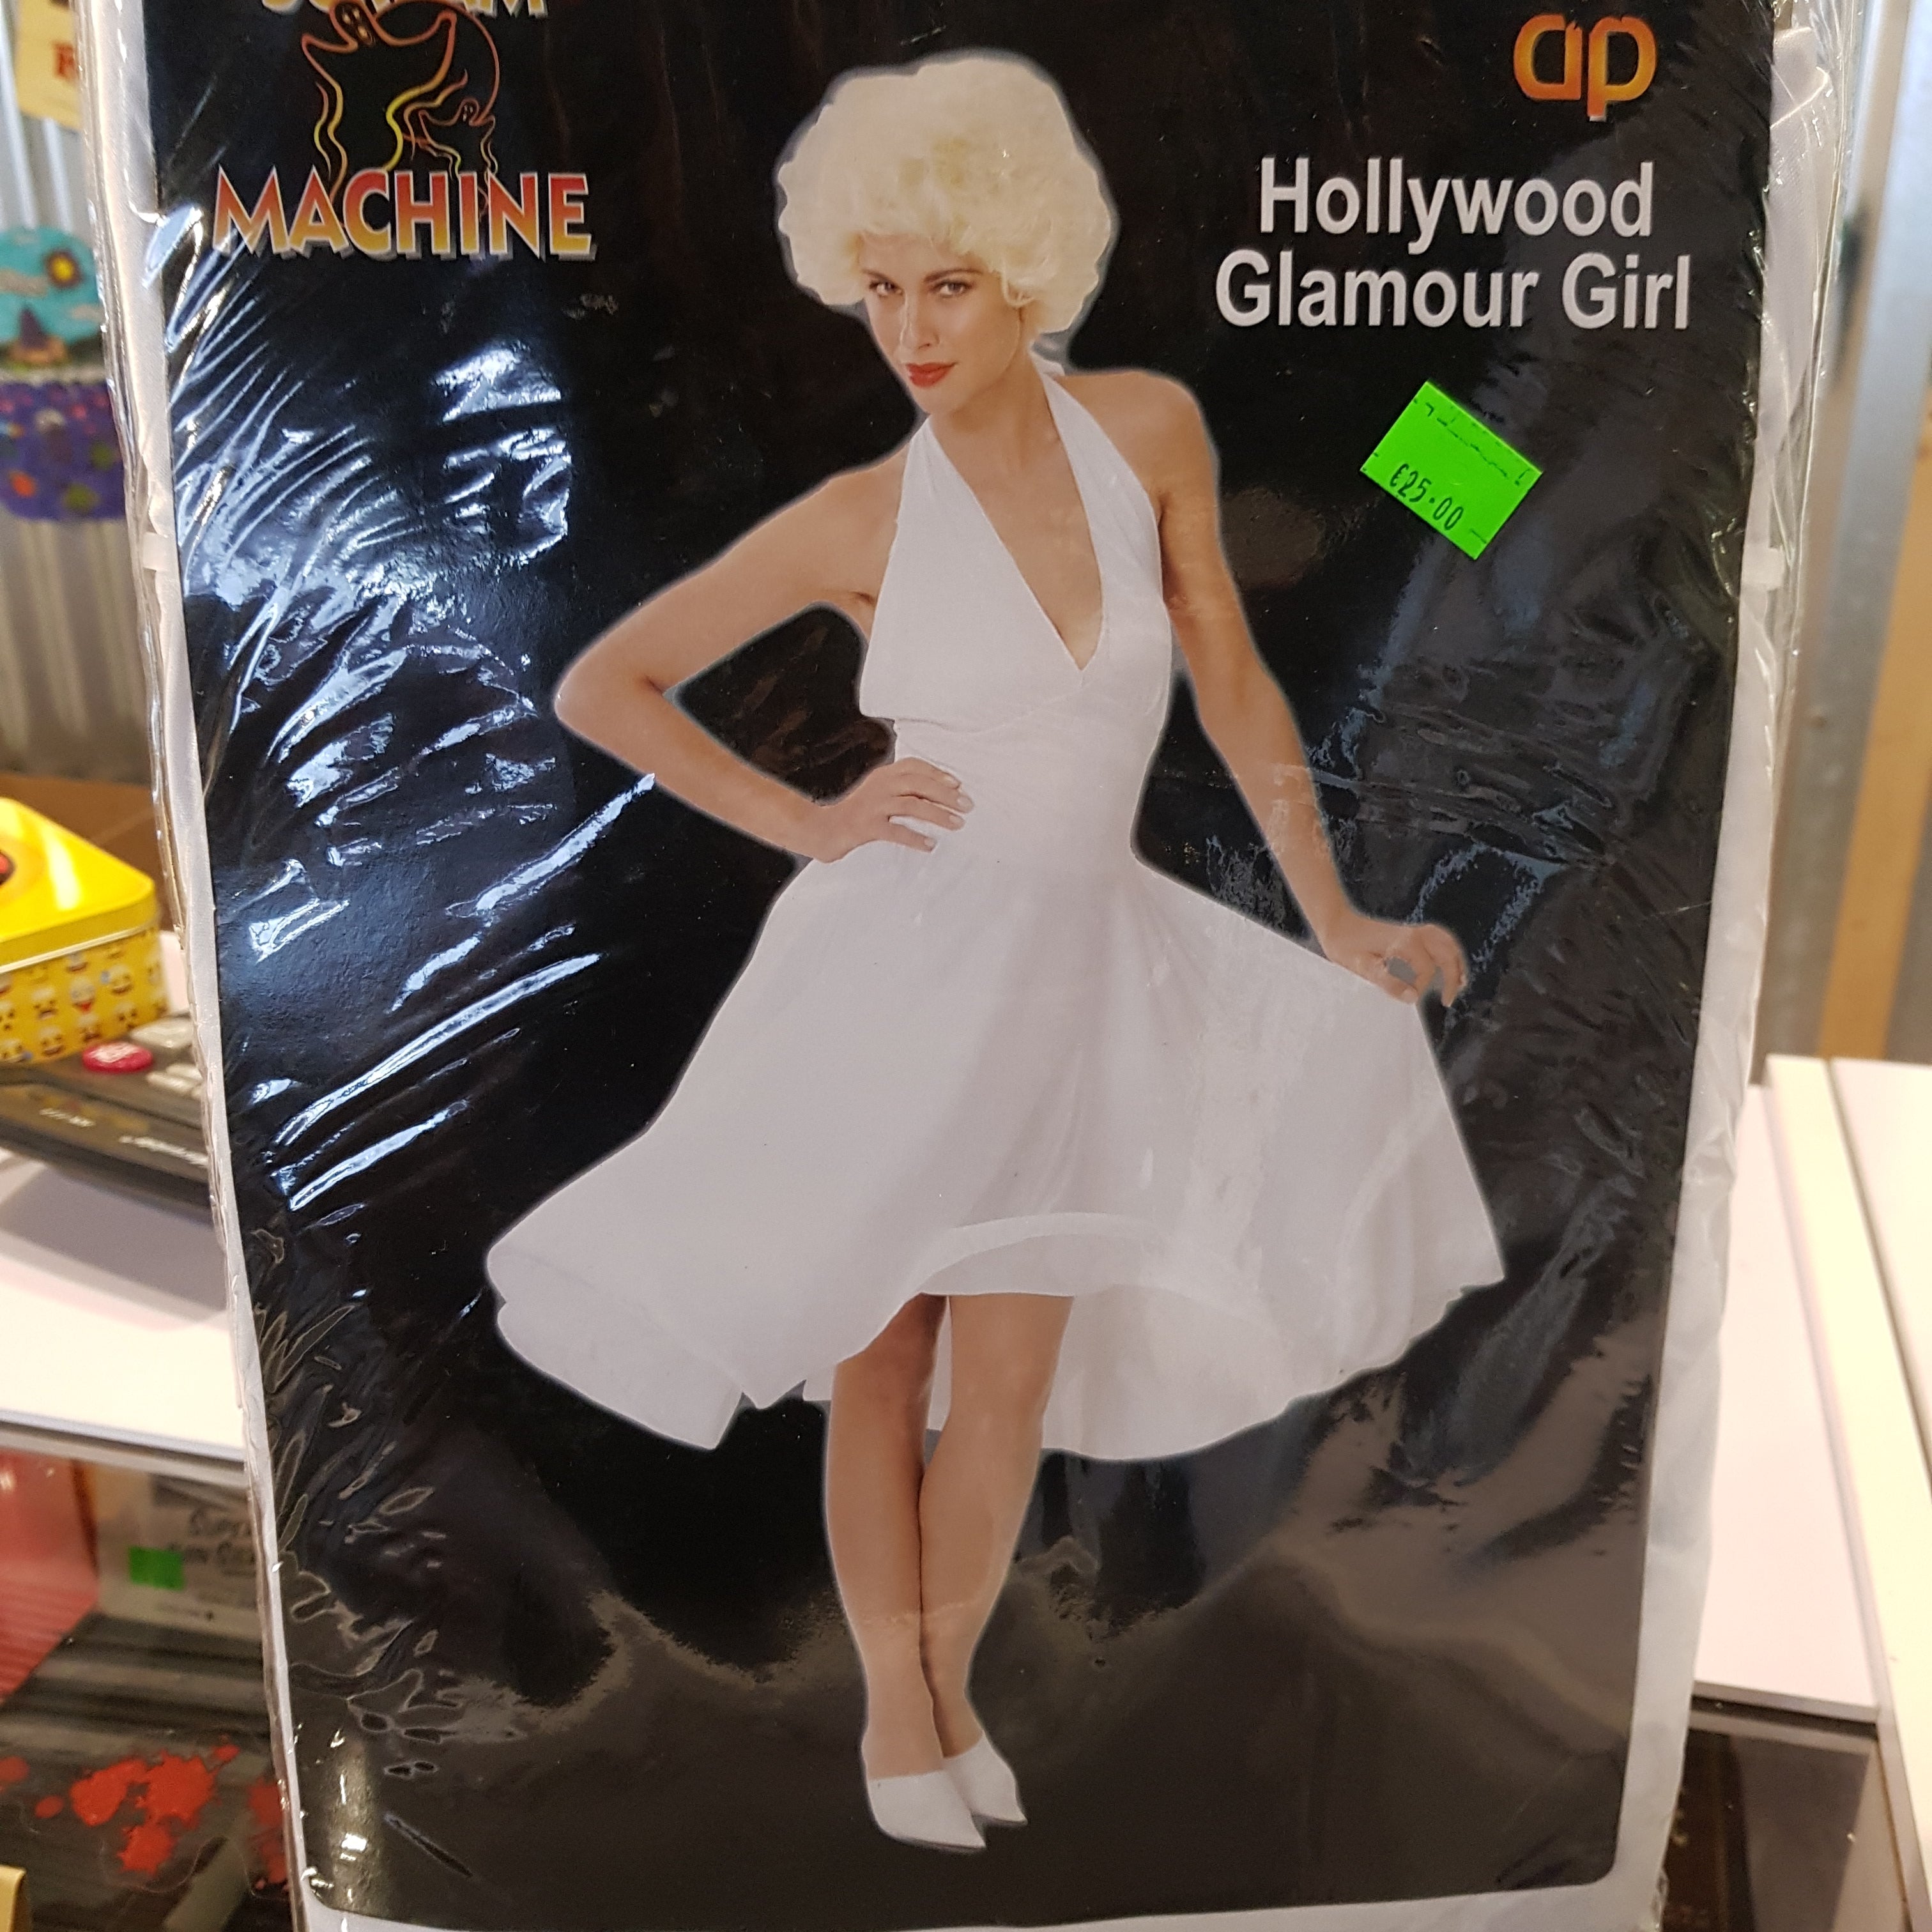 MACHINE
ap
Hollywood
Glamour Girl
£25.00